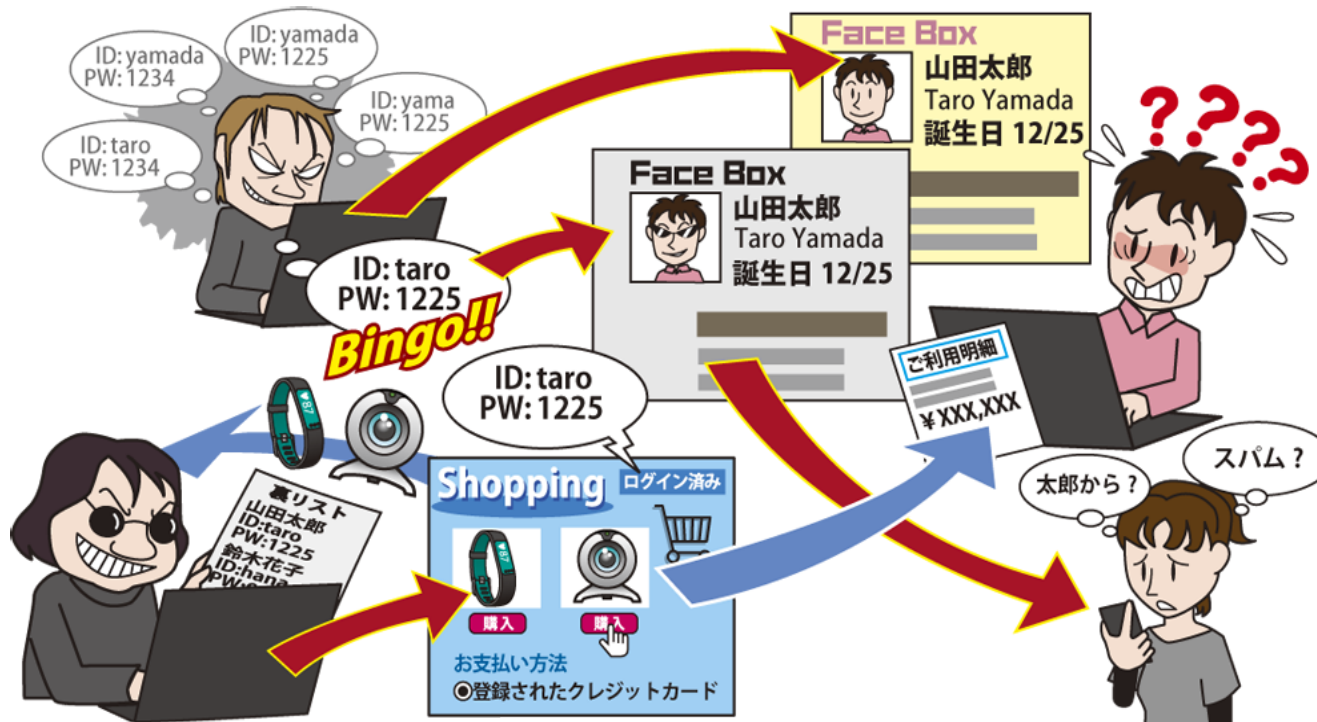 ID: yamada
PW: 1234
ID: yamada
PW: 1225
ID: yama
PW: 1225
ID: taro
PW: 1234
ID: taro
PW: 1225
Bingo!!
Face Box
山田太郎
Taro Yamada
誕生日 12/25
Face Box
山田太郎
Taro Yamada
誕生日 12/25
????
ご利用明細
¥XXX,XXX
スパム？
太郎から？
ID: taro
PW: 1225
87
裏リスト
山田太郎
ID:taro
PW:1225
鈴木花子
ID:hana
PW:
Shopping
ログイン済み
87
購入
購入
お支払い方法
◉登録されたクレジットカード